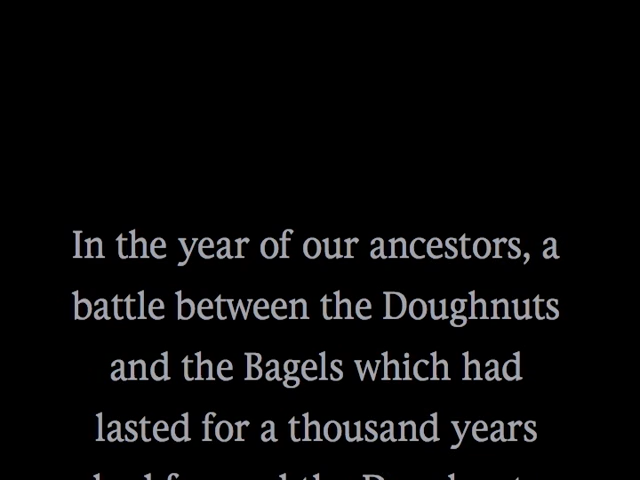 In the year of our ancestors, a
battle between the Doughnuts
and the Bagels which had
lasted for a thousand years